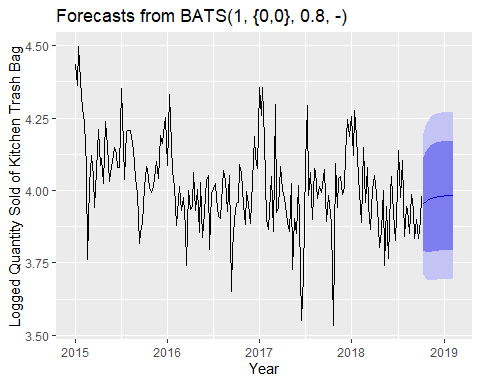 Forecasts from BATS(1, {0,0}, 0.8, -)
Logged Quantity Sold of Kitchen Trash Bag
4.50
4.25
4.00
3.75
3.50
2015 2016 2017 2018 2019
Year